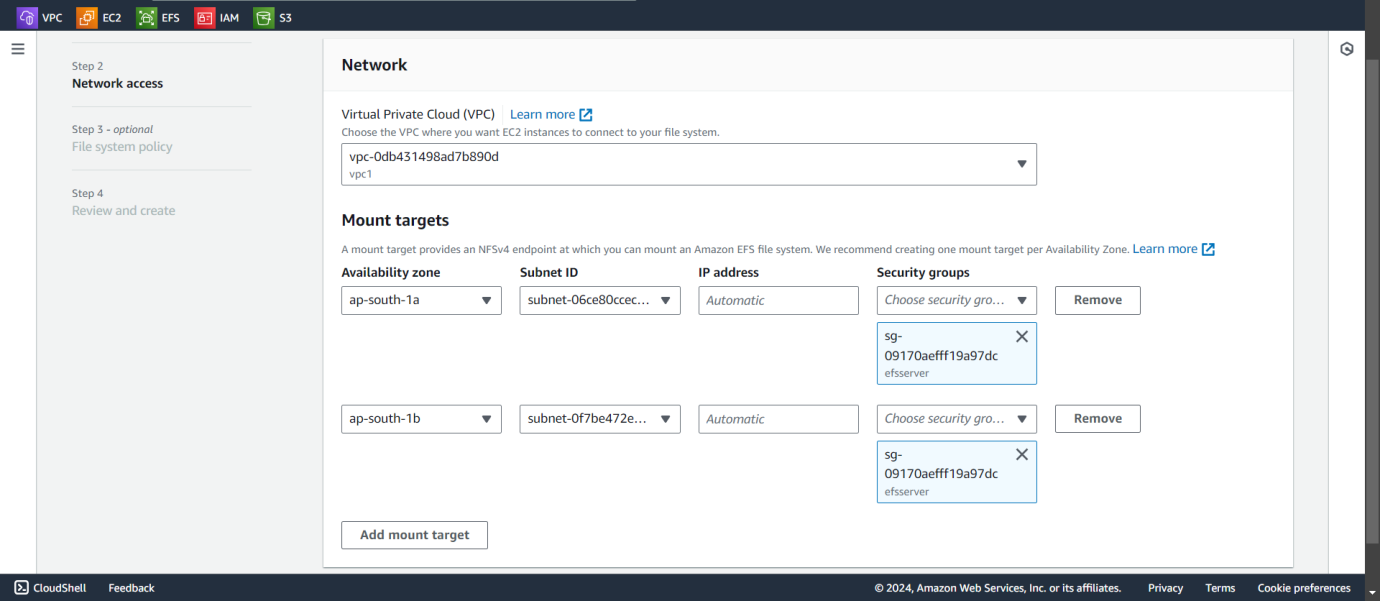 VPC EC2 EFS IAM S3
Step 2
Network access
Step 3 - optional
File system policy
Step 4
Review and create
Network
Virtual Private Cloud (VPC) Learn more
Choose the VPC where you want EC2 instances to connect to your file system.
vpc-0db431498ad7b890d
vpc1
Mount targets
A mount target provides an NFSv4 endpoint at which you can mount an Amazon EFS file system. We recommend creating one mount target per Availability Zone. Learn more
Availability zone Subnet ID IP address Security groups
ap-south-1a subnet-06ce80ccec... Automatic Choose security gro... Remove
sg-
09170aefff19a97dc
efsserver
ap-south-1b subnet-0f7be472e... Automatic Choose security gro... Remove
sg-
09170aefff19a97dc
efsserver
Add mount target
CloudShell Feedback © 2024, Amazon Web Services, Inc. or its affiliates. Privacy Terms Cookie preferences